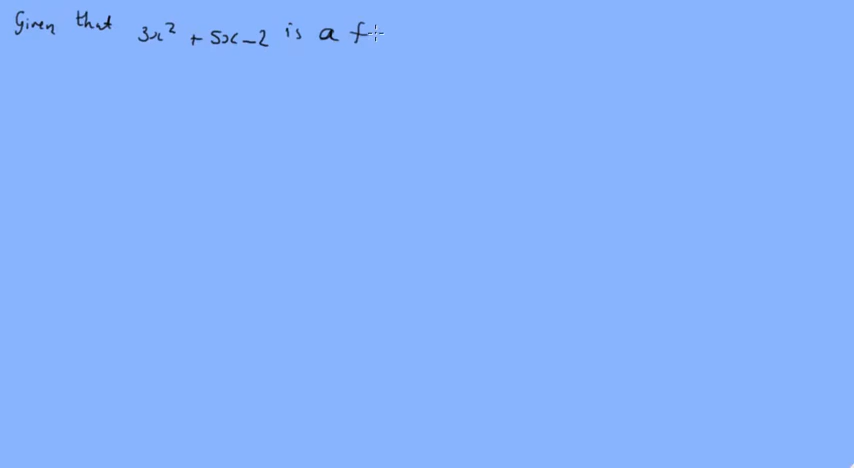 Given that 3x² + 5x - 2 is a f